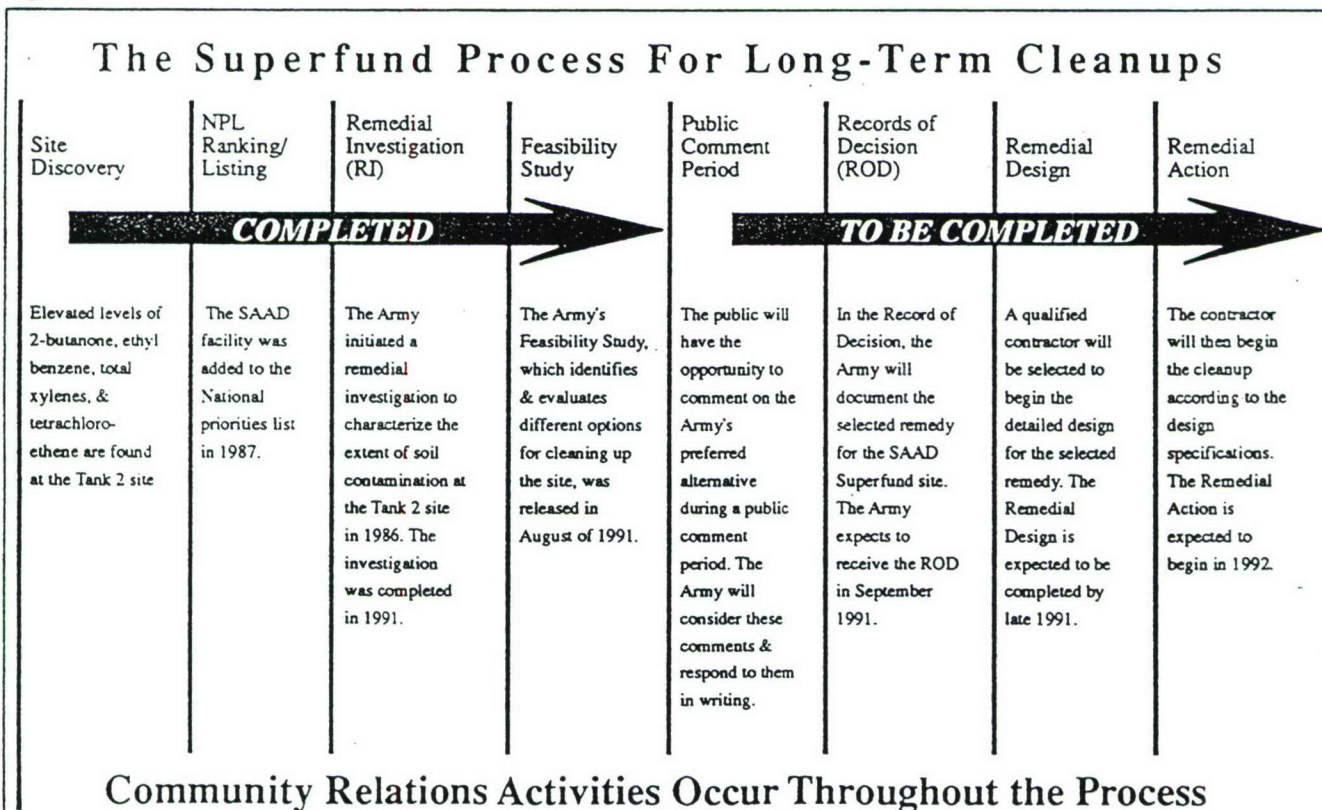 The Superfund Process For Long-Term Cleanups
Site
Discovery
NPL
Ranking/
Listing
Remedial
Investigation
(RI)
Feasibility
Study
Public
Comment
Period
Records of
Decision
(ROD)
Remedial
Design
Remedial
Action
COMPLETED
TO BE COMPLETED
Elevated levels of
2-butanone, ethyl
benzene, total
xylenes, &
tetrachloro-
ethene are found
at the Tank 2 site
The SAAD
facility was
added to the
National
priorities list
in 1987.
The Army
initiated a
remedial
investigation to
characterize the
extent of soil
contamination at
the Tank 2 site
in 1986. The
investigation
was completed
in 1991.
The Army's
Feasibility Study,
which identifies
& evaluates
different options
for cleaning up
the site, was
released in
August of 1991.
The public will
have the
opportunity to
comment on the
Army's
preferred
alternative
during a public
comment
period. The
Army will
consider these
comments &
respond to them
in writing.
In the Record of
Decision, the
Army will
document the
selected remedy
for the SAAD
Superfund site.
The Army
expects to
receive the ROD
in September
1991.
A qualified
contractor will
be selected to
begin the
detailed design
for the selected
remedy. The
Remedial
Design is
expected to be
completed by
late 1991.
The contractor
will then begin
the cleanup
according to the
design
specifications.
The Remedial
Action is
expected to
begin in 1992.
Community Relations Activities Occur Throughout the Process